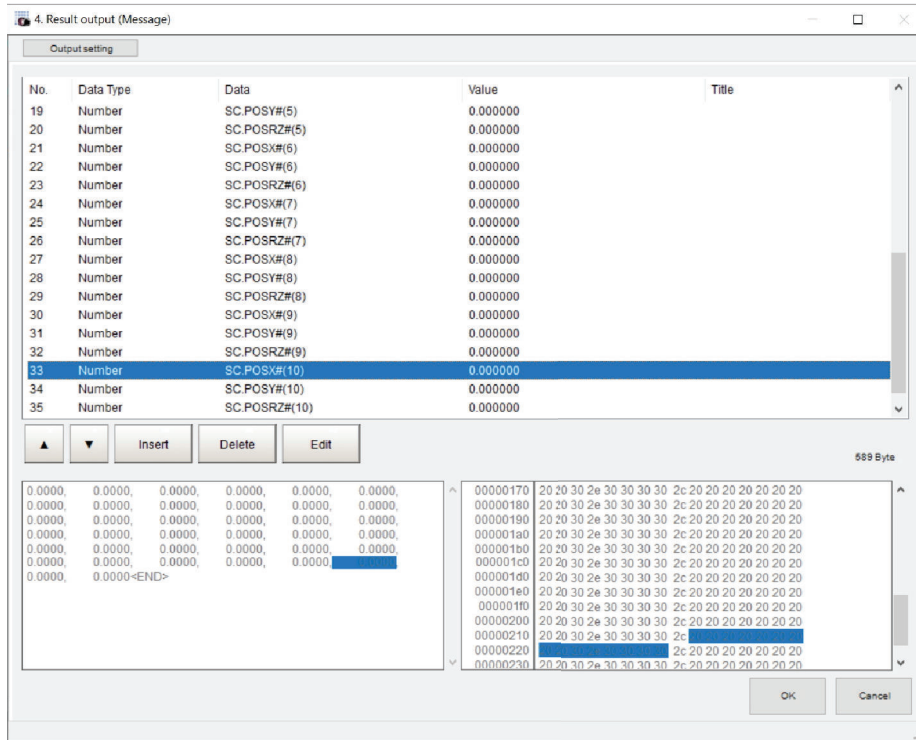 4. Result output (Message)
Output setting
No. Data Type Data Value Title
19 Number SC.POSY#(5) 0.000000
20 Number SC.POSRZ#(5) 0.000000
21 Number SC.POSX#(6) 0.000000
22 Number SC.POSY#(6) 0.000000
23 Number SC.POSRZ#(6) 0.000000
24 Number SC.POSX#(7) 0.000000
25 Number SC.POSY#(7) 0.000000
26 Number SC.POSRZ#(7) 0.000000
27 Number SC.POSX#(8) 0.000000
28 Number SC.POSY#(8) 0.000000
29 Number SC.POSRZ#(8) 0.000000
30 Number SC.POSX#(9) 0.000000
31 Number SC.POSY#(9) 0.000000
32 Number SC.POSRZ#(9) 0.000000
33 Number SC.POSX#(10) 0.000000
34 Number SC.POSY#(10) 0.000000
35 Number SC.POSRZ#(10) 0.000000
▲ ▼ Insert Delete Edit
589 Byte
0.0000, 0.0000, 0.0000, 0.0000, 0.0000, 0.0000,
0.0000, 0.0000, 0.0000, 0.0000, 0.0000, 0.0000,
0.0000, 0.0000, 0.0000, 0.0000, 0.0000, 0.0000,
0.0000, 0.0000, 0.0000, 0.0000, 0.0000, 0.0000,
0.0000, 0.0000, 0.0000, 0.0000, 0.0000, 0.0000,
0.0000, 0.0000, 0.0000, 0.0000, 0.0000,
0.0000, 0.0000<END>
00000170 20 20 30 2e 30 30 30 30 2c 20 20 20 20 20 20 20
00000180 20 20 30 2e 30 30 30 30 2c 20 20 20 20 20 20 20
00000190 20 20 30 2e 30 30 30 30 2c 20 20 20 20 20 20 20
000001a0 20 20 30 2e 30 30 30 30 2c 20 20 20 20 20 20 20
000001b0 20 20 30 2e 30 30 30 30 2c 20 20 20 20 20 20 20
000001c0 20 20 30 2e 30 30 30 30 2c 20 20 20 20 20 20 20
000001d0 20 20 30 2e 30 30 30 30 2c 20 20 20 20 20 20 20
000001e0 20 20 30 2e 30 30 30 30 2c 20 20 20 20 20 20 20
000001f0 20 20 30 2e 30 30 30 30 2c 20 20 20 20 20 20 20
00000200 20 20 30 2e 30 30 30 30 2c 20 20 20 20 20 20 20
00000210 20 20 30 2e 30 30 30 30 2c
00000220 2c 20 20 20 20 20 20 20
00000230 20 20 30 2e 30 30 30 30 2c 20 20 20 20 20 20 20
OK Cancel